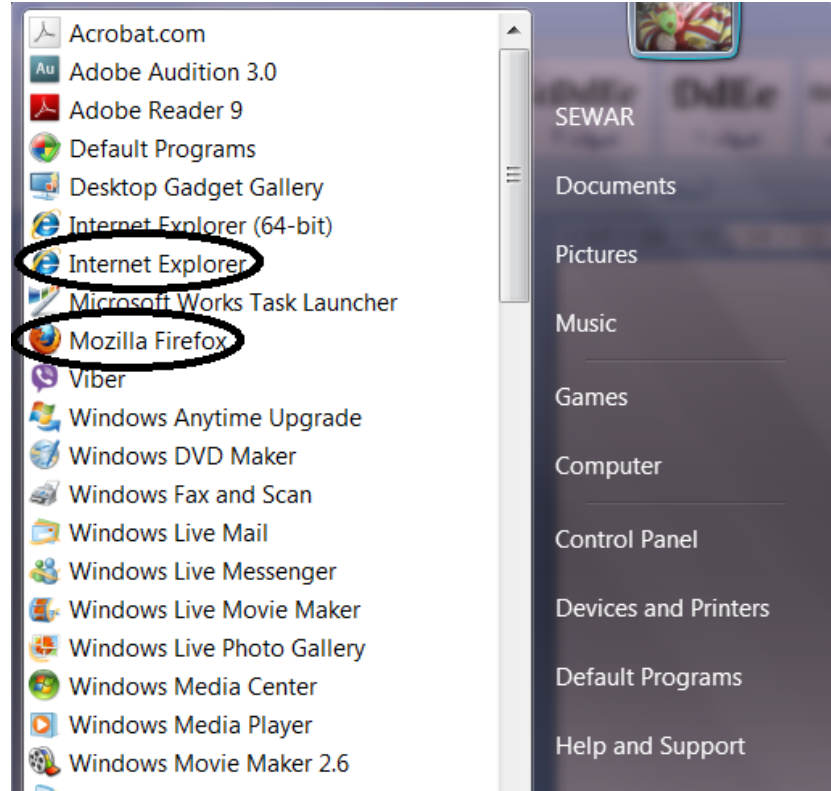 Acrobat.com
Au Adobe Audition 3.0
Adobe Reader 9
Default Programs
Desktop Gadget Gallery
Internet Explorer (64-bit)
Internet Explorer
Microsoft Works Task Launcher
Mozilla Firefox
Viber
Windows Anytime Upgrade
Windows DVD Maker
Windows Fax and Scan
Windows Live Mail
Windows Live Messenger
Windows Live Movie Maker
Windows Live Photo Gallery
Windows Media Center
Windows Media Player
Windows Movie Maker 2.6
DdEe
SEWAR
Documents
Pictures
Music
Games
Computer
Control Panel
Devices and Printers
Default Programs
Help and Support